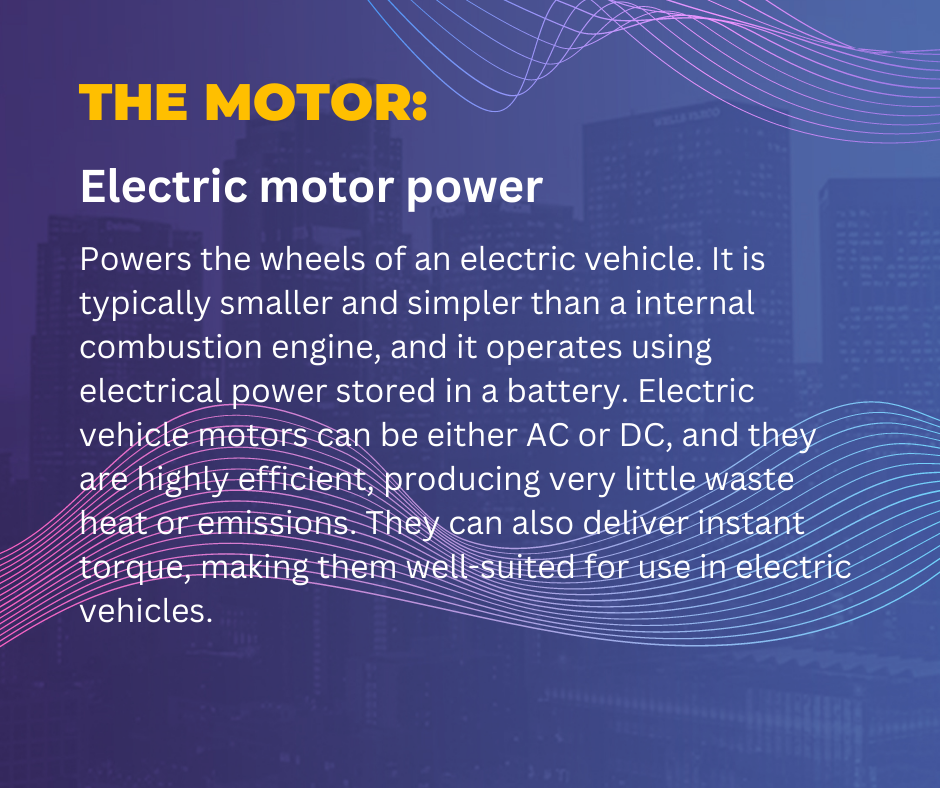 THE MOTOR:
Electric motor power
Powers the wheels of an electric vehicle. It is
typically smaller and simpler than a internal
combustion engine, and it operates using
electrical power stored in a battery. Electric
vehicle motors can be either AC or DC, and they
are highly efficient, producing very little waste
heat or emissions. They can also deliver instant
torque, making them well-suited for use in electric
vehicles.